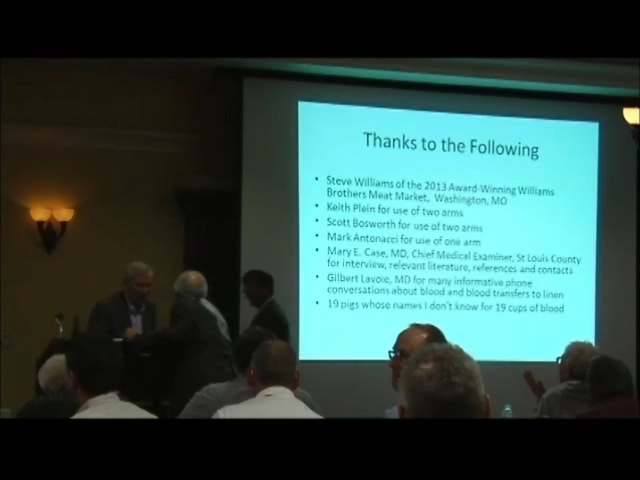 Thanks to the Following
• Steve Williams of the 2013 Award-Winning Williams
Brothers Meat Market, Washington, MO
• Keith Plein for use of two arms
• Scott Bosworth for use of two arms
• Mark Antonacci for use of one arm
• Mary E. Case, MD, Chief Medical Examiner, St Louis County
for interview, relevant literature, references and contacts
• Gilbert Lavoie, MD for many informative phone
conversations about blood and blood transfers to linen
• 19 pigs whose names I don't know for 19 cups of blood